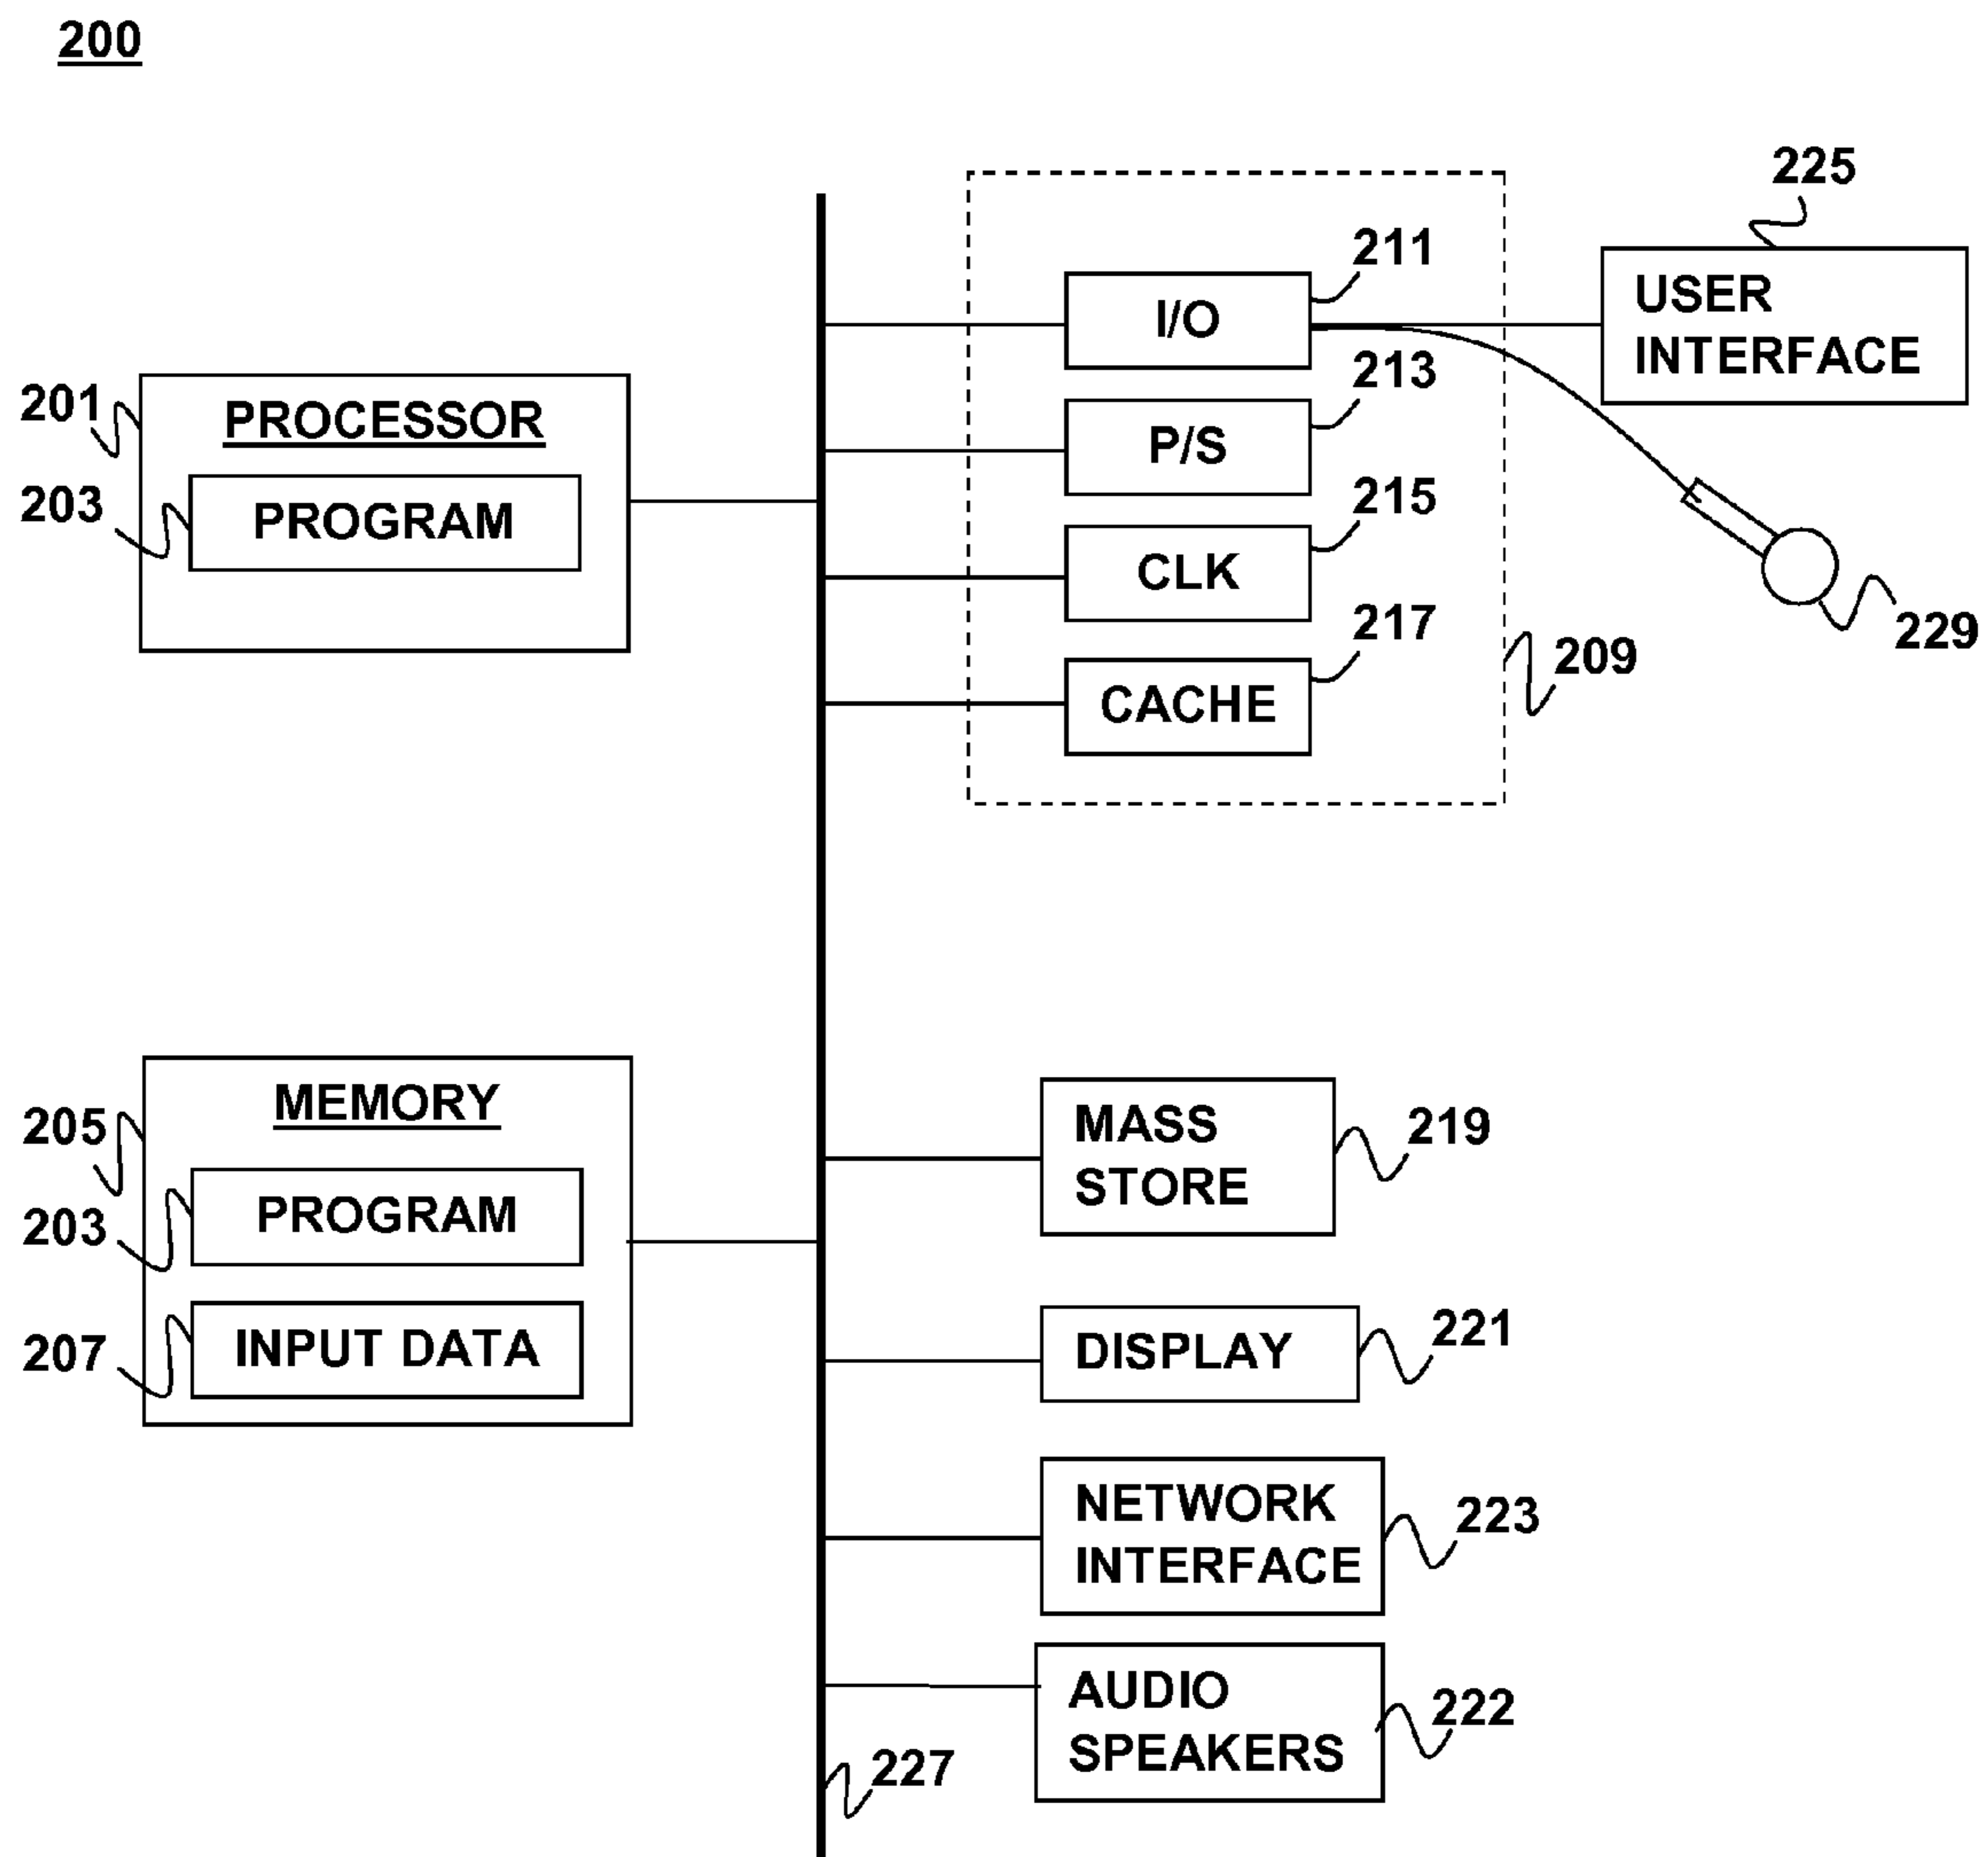 200
225
211
I/O
USER
INTERFACE
213
201
PROCESSOR
P/S
203
PROGRAM
215
CLK
217
229
209
CACHE
205
MEMORY
MASS
STORE
219
203
PROGRAM
207
INPUT DATA
DISPLAY
221
NETWORK
INTERFACE
223
AUDIO
SPEAKERS
222
227